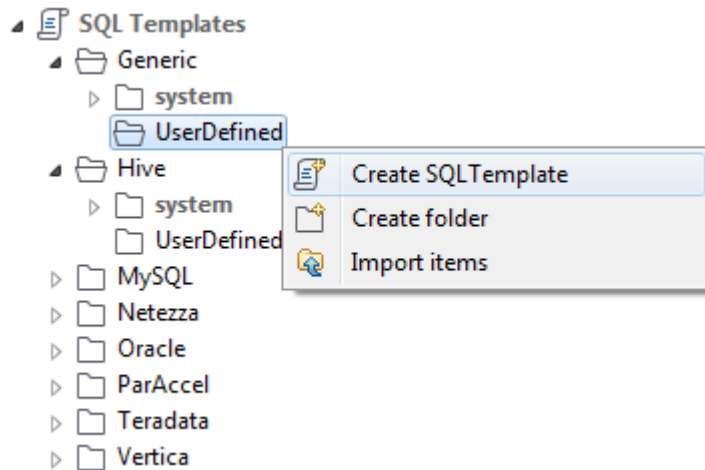 SQL Templates
Generic
system
UserDefined
Create SQLTemplate
Hive
Create folder
system
UserDefined
Import items
MySQL
Netezza
Oracle
ParAccel
Teradata
Vertica